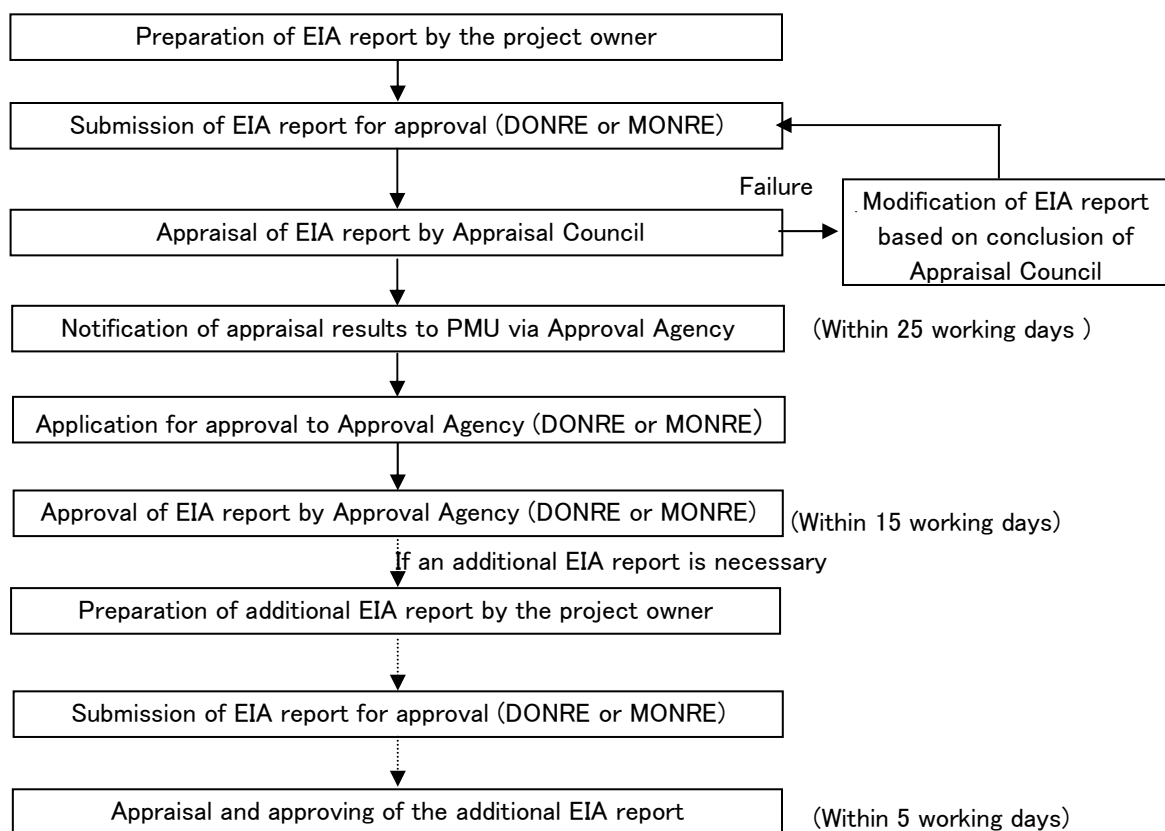 Preparation of EIA report by the project owner
Submission of EIA report for approval (DONRE or MONRE)
Failure
Modification of EIA report
based on conclusion of
Appraisal Council
Appraisal of EIA report by Appraisal Council
Notification of appraisal results to PMU via Approval Agency
(Within 25 working days )
Application for approval to Approval Agency (DONRE or MONRE)
Approval of EIA report by Approval Agency (DONRE or MONRE)
(Within 15 working days)
If an additional EIA report is necessary
Preparation of additional EIA report by the project owner
Submission of EIA report for approval (DONRE or MONRE)
Appraisal and approving of the additional EIA report
(Within 5 working days)